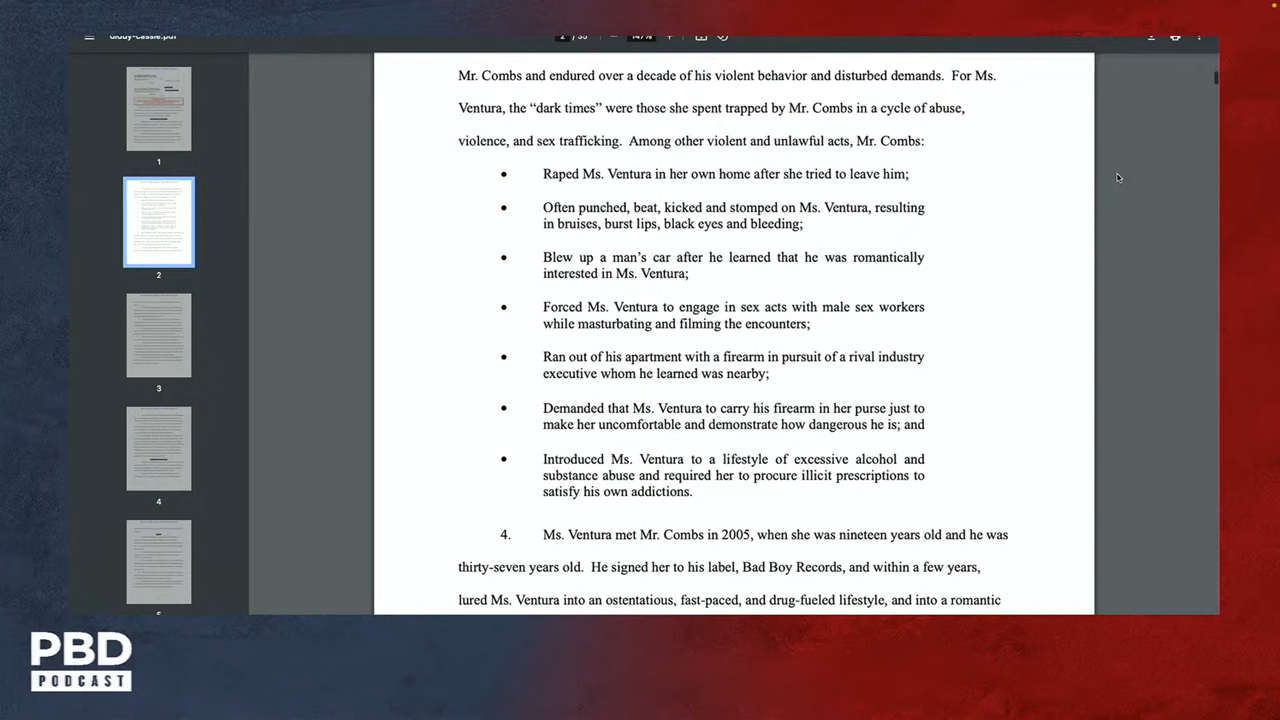 diddy-cassie.pdf
2 / 35
147%
Mr. Combs and endured over a decade of his violent behavior and disturbed demands. For Ms.
Ventura, the “dark times” were those she spent trapped by Mr. Combs in a cycle of abuse,
violence, and sex trafficking. Among other violent and unlawful acts, Mr. Combs:
• Raped Ms. Ventura in her own home after she tried to leave him;
• Often punched, beat, kicked and stomped on Ms. Ventura, resulting
in bruises, burst lips, black eyes and bleeding;
• Blew up a man’s car after he learned that he was romantically
interested in Ms. Ventura;
• Forced Ms. Ventura to engage in sex acts with male sex workers
while masturbating and filming the encounters;
• Ran out of his apartment with a firearm in pursuit of a rival industry
executive whom he learned was nearby;
• Demanded that Ms. Ventura to carry his firearm in her purse just to
make her uncomfortable and demonstrate how dangerous he is; and
• Introduced Ms. Ventura to a lifestyle of excessive alcohol and
substance abuse and required her to procure illicit prescriptions to
satisfy his own addictions.
4. Ms. Ventura met Mr. Combs in 2005, when she was nineteen years old and he was
thirty-seven years old. He signed her to his label, Bad Boy Records, and within a few years,
lured Ms. Ventura into an ostentatious, fast-paced, and drug-fueled lifestyle, and into a romantic
1
2
3
4
PBD
PODCAST